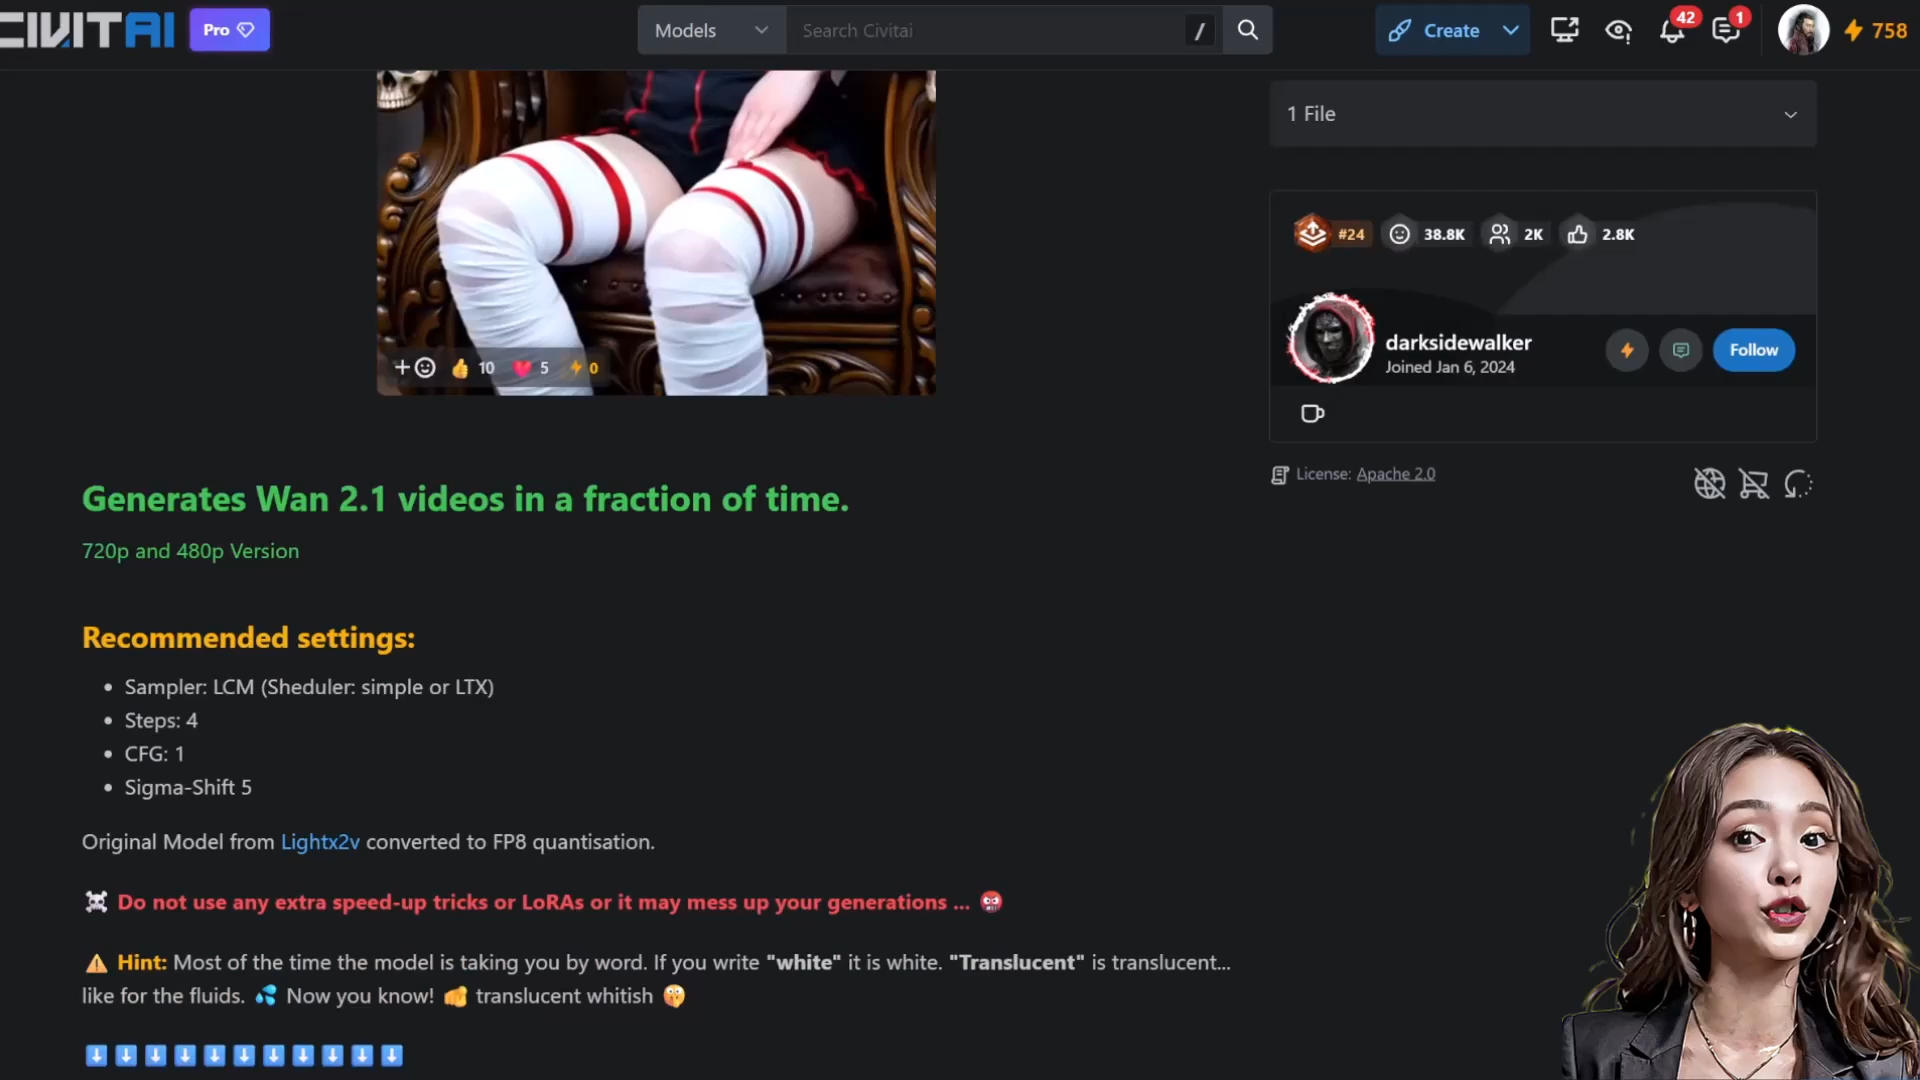 CIVITAI
Pro
Models
Search Civitai
/
Create
42
1
758
1 File
#24
38.8K
2K
2.8K
darksidewalker
Joined Jan 6, 2024
Follow
License: Apache 2.0
10
5
0
Generates Wan 2.1 videos in a fraction of time.
720p and 480p Version
Recommended settings:
Sampler: LCM (Sheduler: simple or LTX)
Steps: 4
CFG: 1
Sigma-Shift 5
Original Model from Lightx2v converted to FP8 quantisation.
☠️ Do not use any extra speed-up tricks or LoRAs or it may mess up your generations ... 🤬
⚠️ Hint: Most of the time the model is taking you by word. If you write "white" it is white. "Translucent" is translucent...
like for the fluids. 💦 Now you know! 🫵 translucent whitish 🤫
⬇️ ⬇️ ⬇️ ⬇️ ⬇️ ⬇️ ⬇️ ⬇️ ⬇️ ⬇️ ⬇️